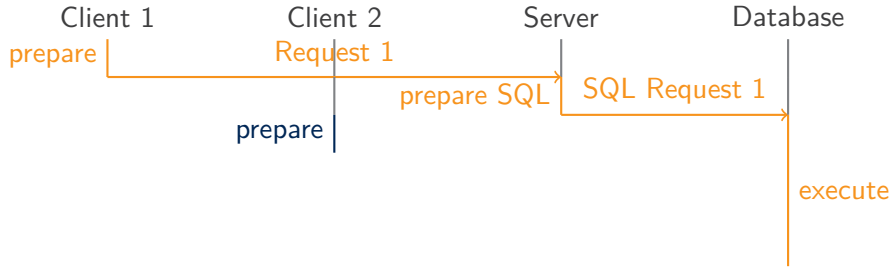 Client 1
Client 2
Server
Database
prepare
Request 1
prepare SQL
SQL Request 1
prepare
execute